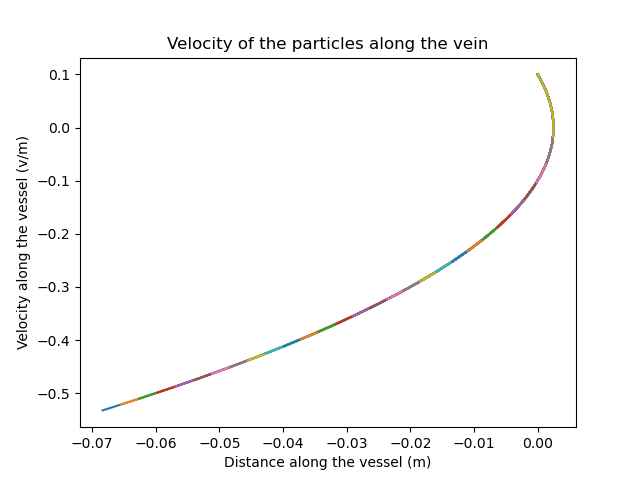 Velocity of the particles along the vein
0.1
0.0
−0.1
−0.2
−0.3
−0.4
−0.5
Velocity along the vessel (v/m)
−0.07 −0.06 −0.05 −0.04 −0.03 −0.02 −0.01 0.00
Distance along the vessel (m)